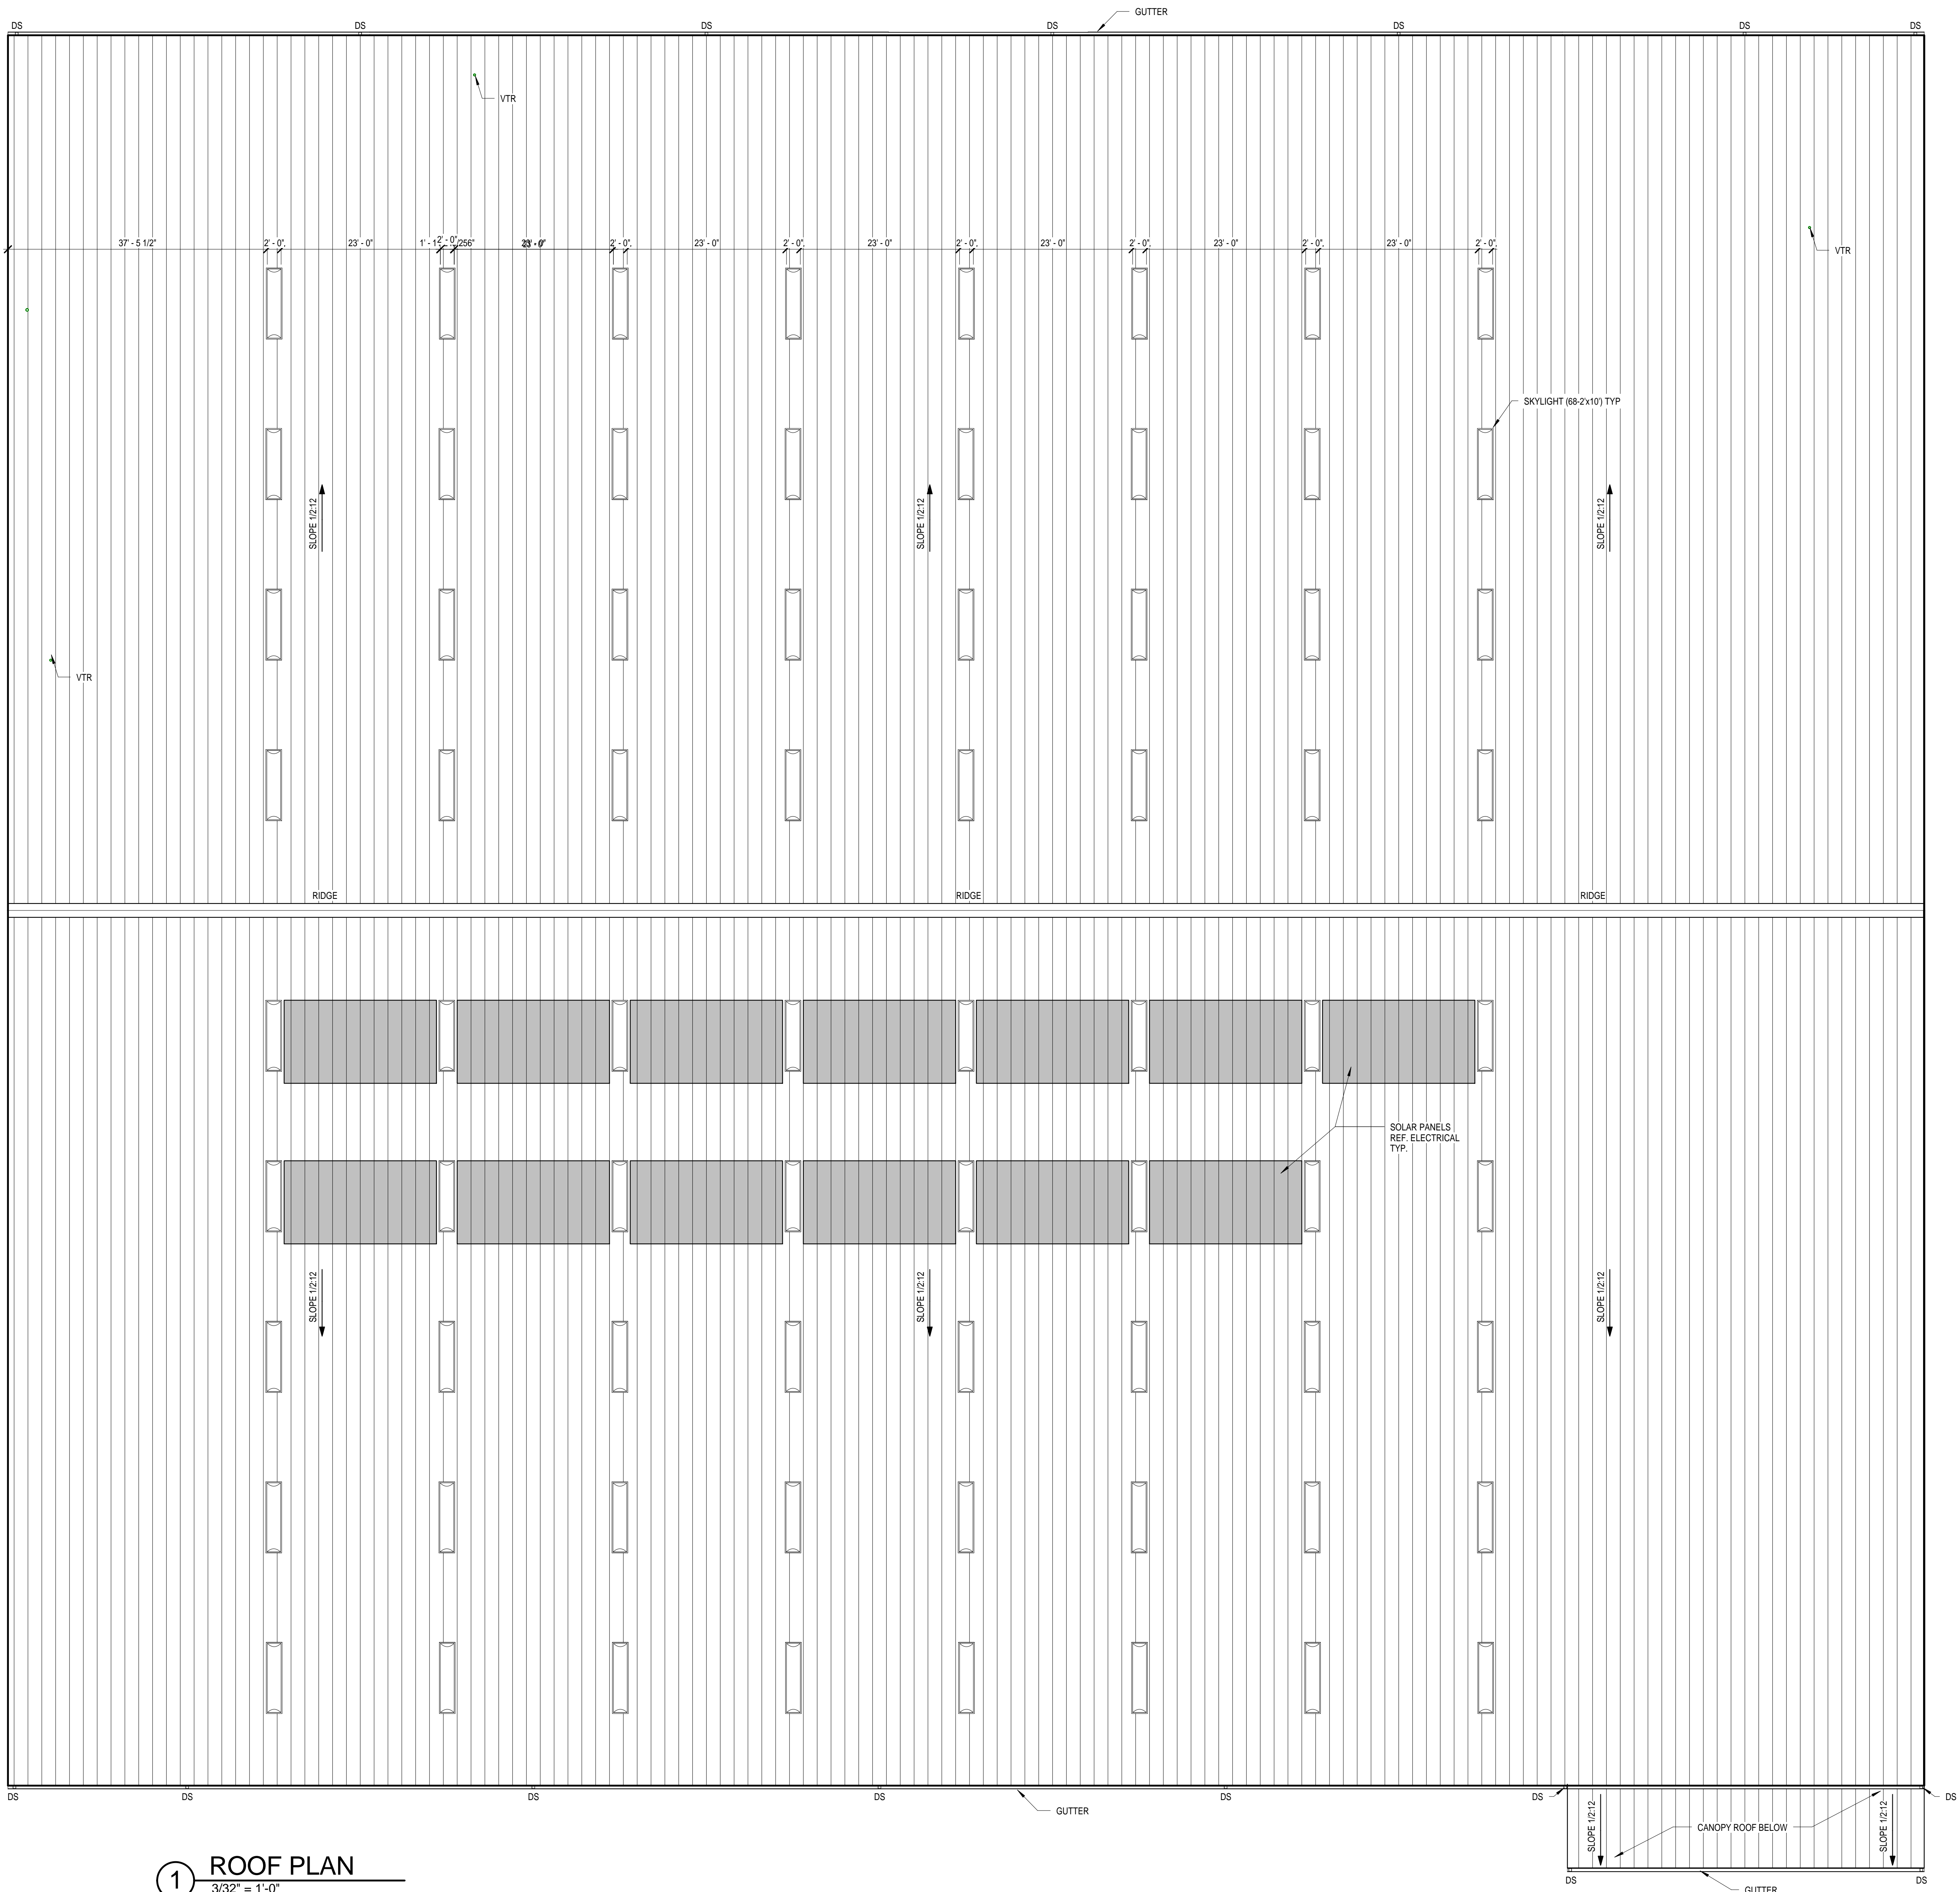 GUTTER
DS DS DS DS DS DS DS
VTR
37' - 5 1/2" 2' - 0" 23' - 0" 2' - 0" 23' - 0" 2' - 0" 23' - 0" 2' - 0" 23' - 0" 2' - 0" 23' - 0" 2' - 0" 23' - 0" 2' - 0" 23' - 0" 2' - 0"
VTR
SKYLIGHT (68-2'x10') TYP
SLOPE 1/2:12 SLOPE 1/2:12 SLOPE 1/2:12
VTR
RIDGE RIDGE RIDGE
SOLAR PANELS
REF. ELECTRICAL
TYP.
SLOPE 1/2:12 SLOPE 1/2:12 SLOPE 1/2:12
DS DS DS DS DS DS DS
GUTTER
SLOPE 1/2:12 CANOPY ROOF BELOW SLOPE 1/2:12
ROOF PLAN
1
3/32" = 1'-0"
DS DS
GUTTER